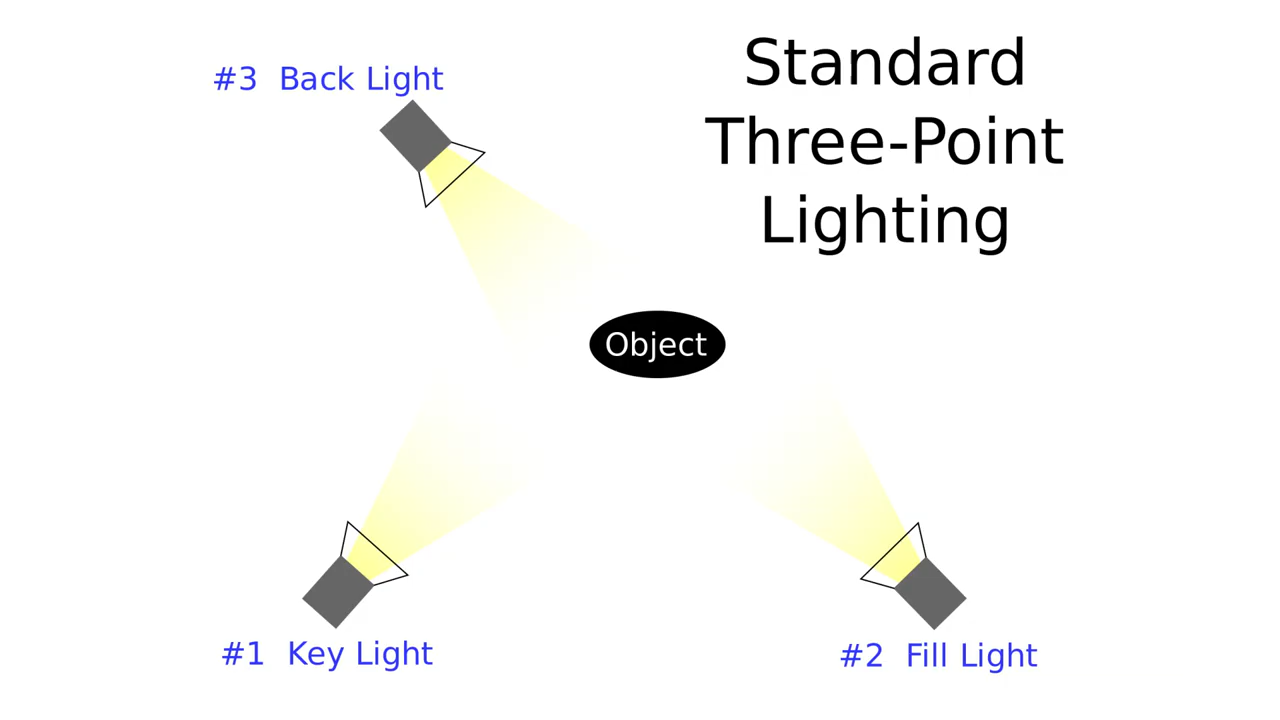 Standard
Three-Point
Lighting
#3 Back Light
Object
#1 Key Light
#2 Fill Light